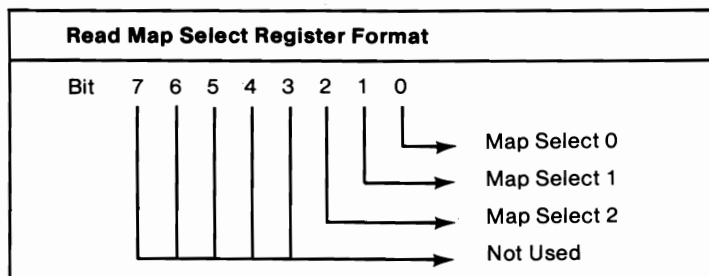 Read Map Select Register Format
Bit 7 6 5 4 3 2 1 0
Map Select 0
Map Select 1
Map Select 2
Not Used